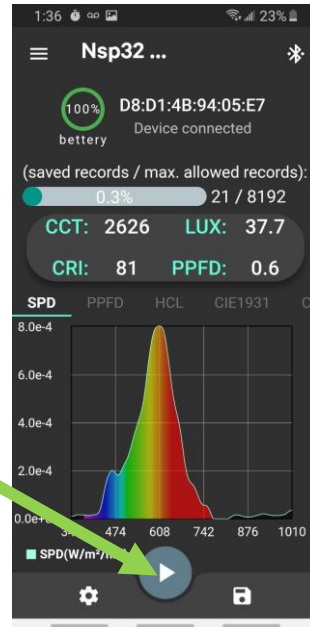 1:36 23%
Nsp32 ...
100% D8:D1:4B:94:05:E7
bettery Device connected
(saved records / max. allowed records):
0.3% 21 / 8192
CCT: 2626 LUX: 37.7
CRI: 81 PPFD: 0.6
SPD PPFD HCL CIE1931 C
8.0e-4
6.0e-4
4.0e-4
2.0e-4
474 608 742 876 1010
SPD(W/m²/